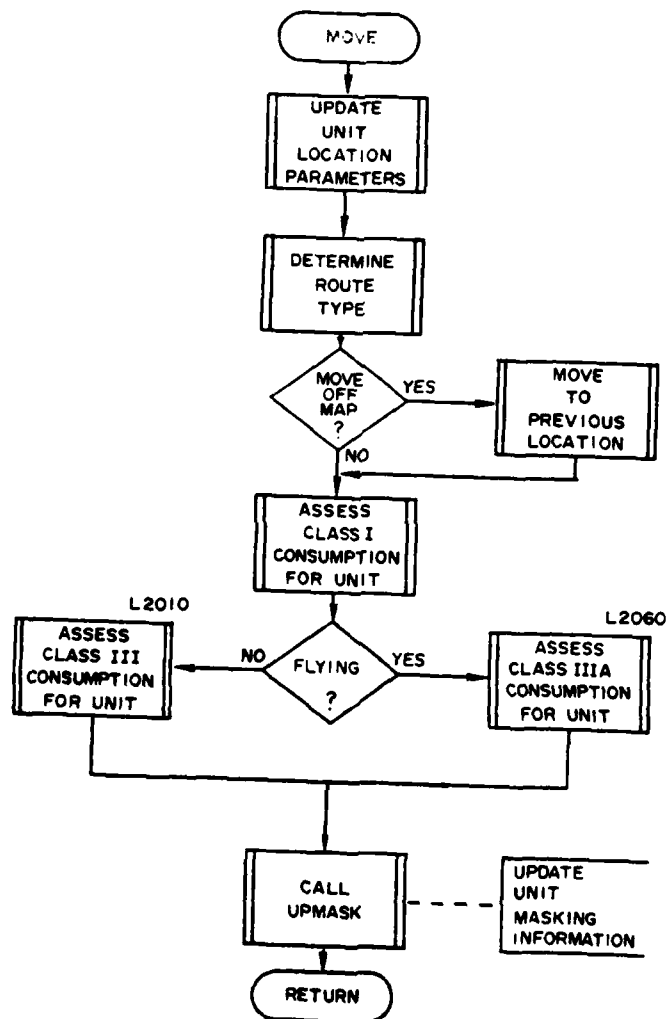 MOVE
UPDATE
UNIT
LOCATION
PARAMETERS
DETERMINE
ROUTE
TYPE
MOVE
OFF
MAP
?
YES
MOVE
TO
PREVIOUS
LOCATION
NO
ASSESS
CLASS I
CONSUMPTION
FOR UNIT
L2010
ASSESS
CLASS III
CONSUMPTION
FOR UNIT
NO
FLYING
?
YES
L2060
ASSESS
CLASS IIIA
CONSUMPTION
FOR UNIT
CALL
UPMASK
UPDATE
UNIT
MASKING
INFORMATION
RETURN